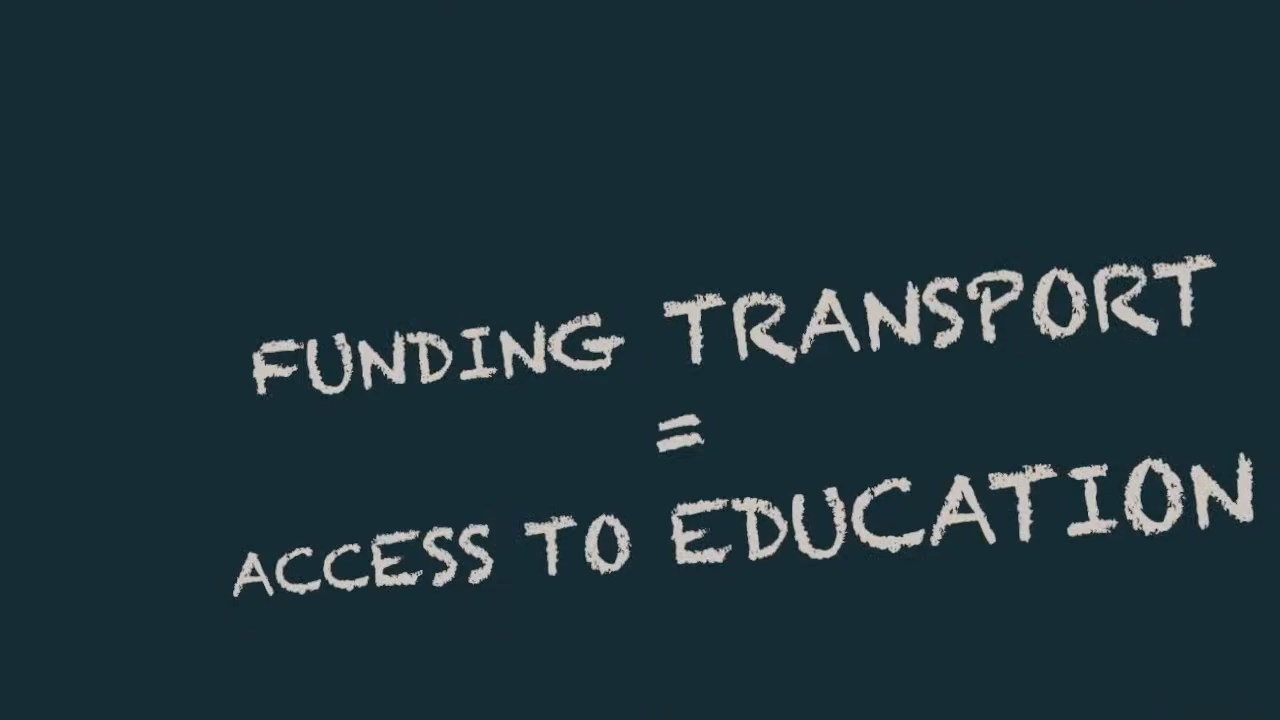 FUNDING TRANSPORT
=
ACCESS TO EDUCATION